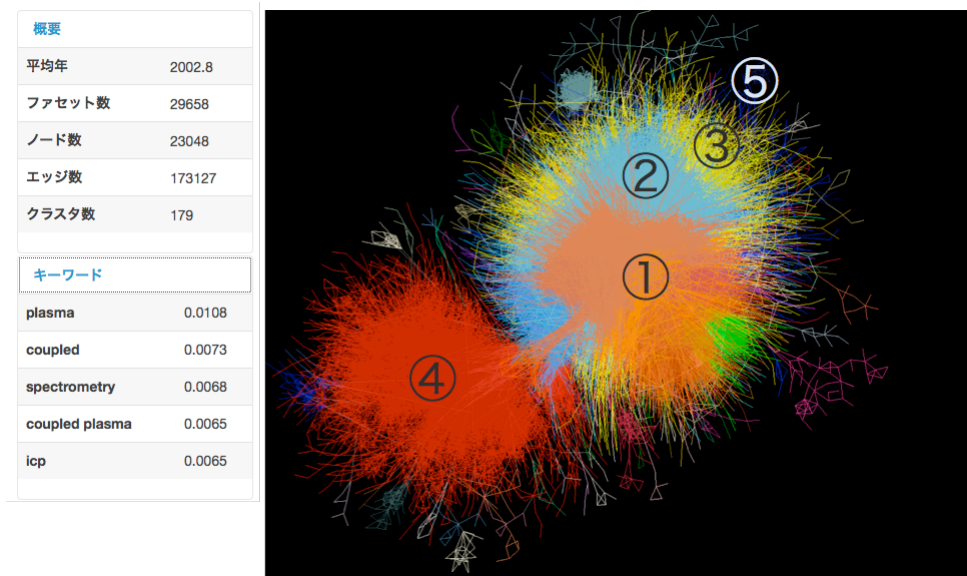 概要
平均年 2002.8
ファセット数 29658
ノード数 23048
エッジ数 173127
クラスタ数 179
キーワード
plasma 0.0108
coupled 0.0073
spectrometry 0.0068
coupled plasma 0.0065
icp 0.0065
⑤
③
②
①
④